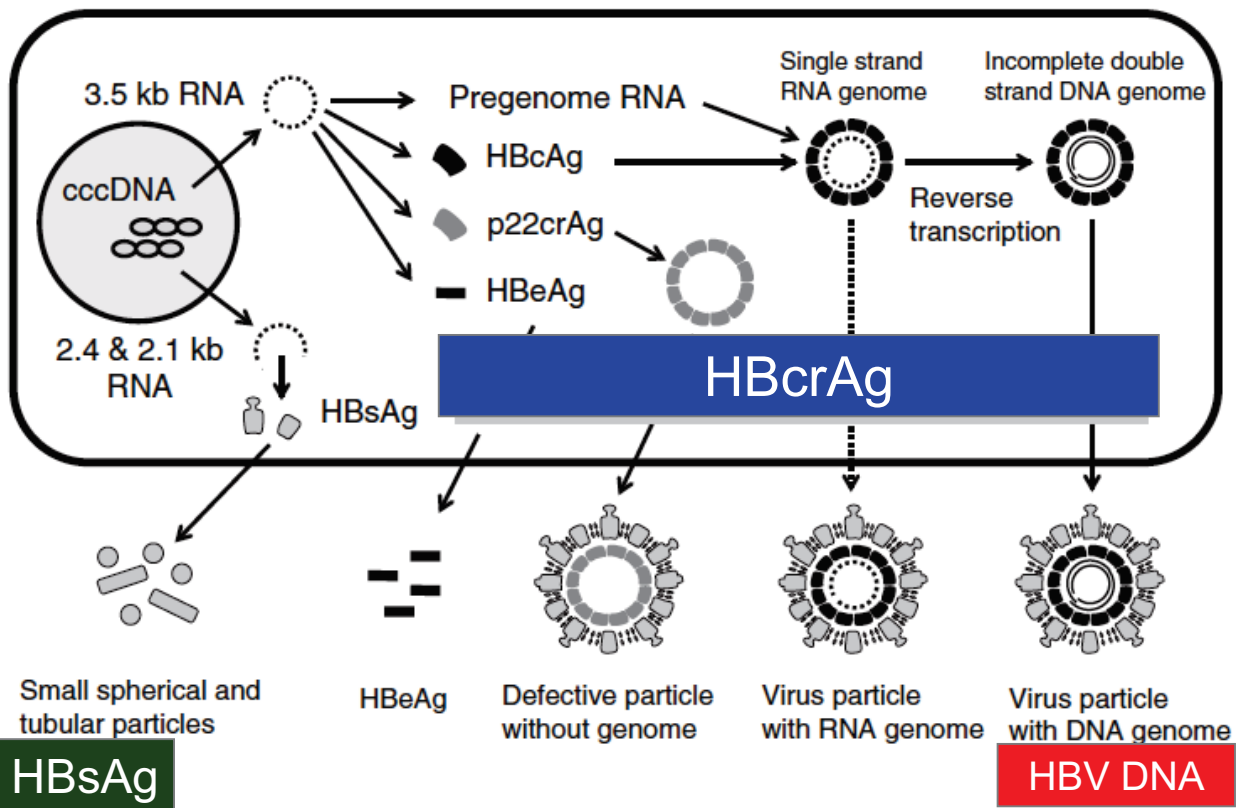 3.5 kb RNA
Pregenome RNA
Single strand
RNA genome
Incomplete double
strand DNA genome
cccDNA
HBcAg
p22crAg
Reverse
transcription
HBeAg
2.4 & 2.1 kb
RNA
HBsAg
HBcrAg
Small spherical and
tubular particles
HBeAg
Defective particle
without genome
Virus particle
with RNA genome
Virus particle
with DNA genome
HBsAg
HBV DNA